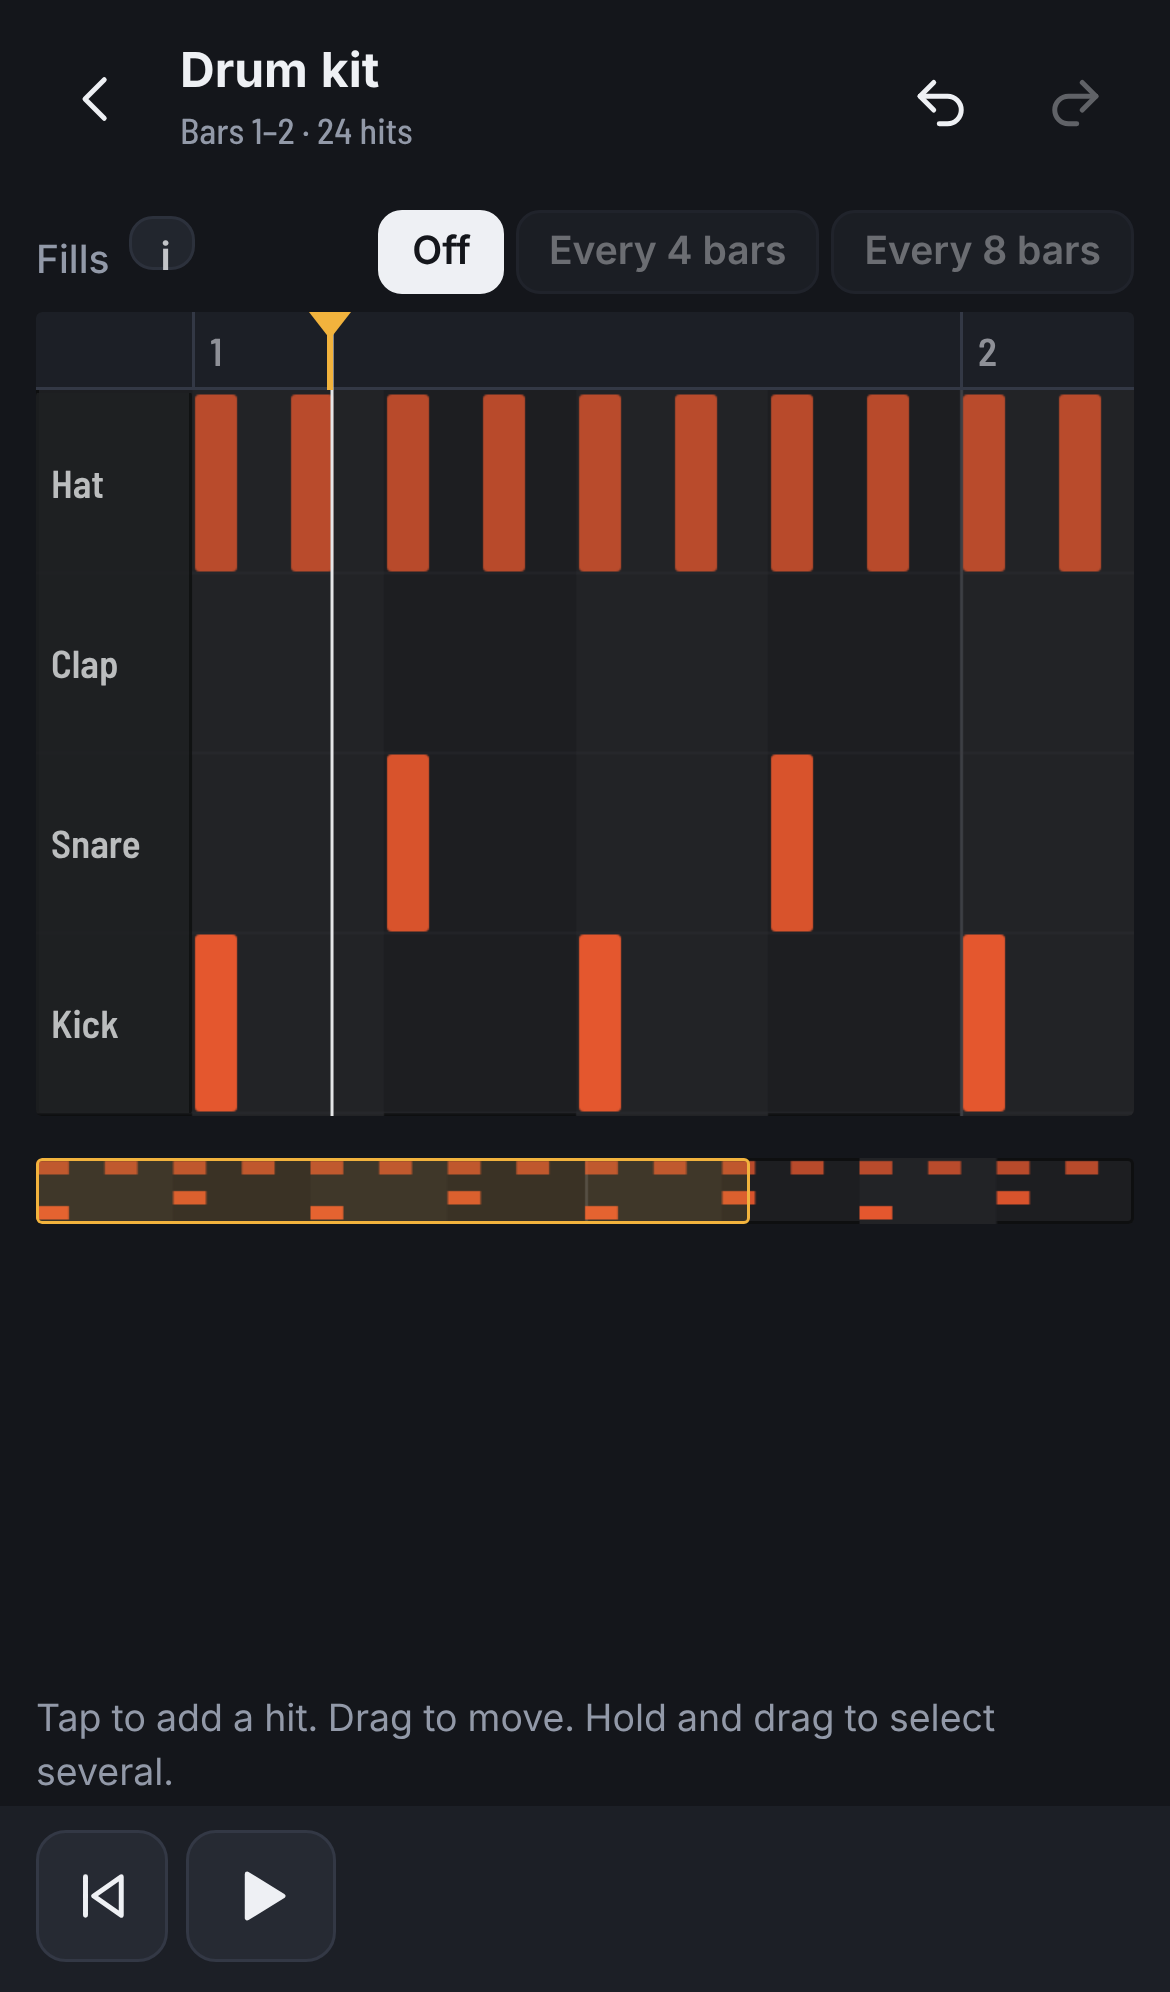 Drum kit
Bars 1–2 · 24 hits
Fills i Off Every 4 bars Every 8 bars
1 2
Hat
Clap
Snare
Kick
Tap to add a hit. Drag to move. Hold and drag to select
several.